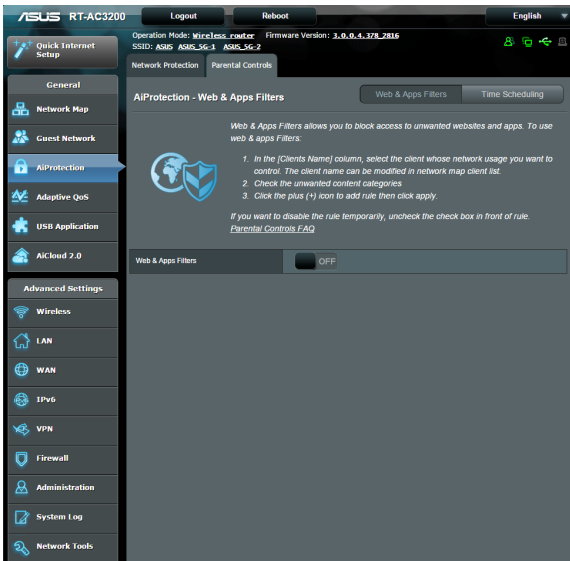 ASUS RT-AC3200 Logout Reboot English
Operation Mode: Wireless router Firmware Version: 3.0.0.4.378_2816
SSID: ASUS ASUS_5G-1 ASUS_5G-2
Quick Internet
Setup
Network Protection Parental Controls
General
Network Map
Guest Network
AiProtection
Adaptive QoS
USB Application
AiCloud 2.0
Advanced Settings
Wireless
LAN
WAN
IPv6
VPN
Firewall
Administration
System Log
Network Tools
AiProtection - Web & Apps Filters
Web & Apps Filters Time Scheduling
Web & Apps Filters allows you to block access to unwanted websites and apps. To use
web & apps Filters:
1. In the [Clients Name] column, select the client whose network usage you want to
control. The client name can be modified in network map client list.
2. Check the unwanted content categories
3. Click the plus (+) icon to add rule then click apply.
If you want to disable the rule temporarily, uncheck the check box in front of rule.
Parental Controls FAQ
Web & Apps Filters OFF